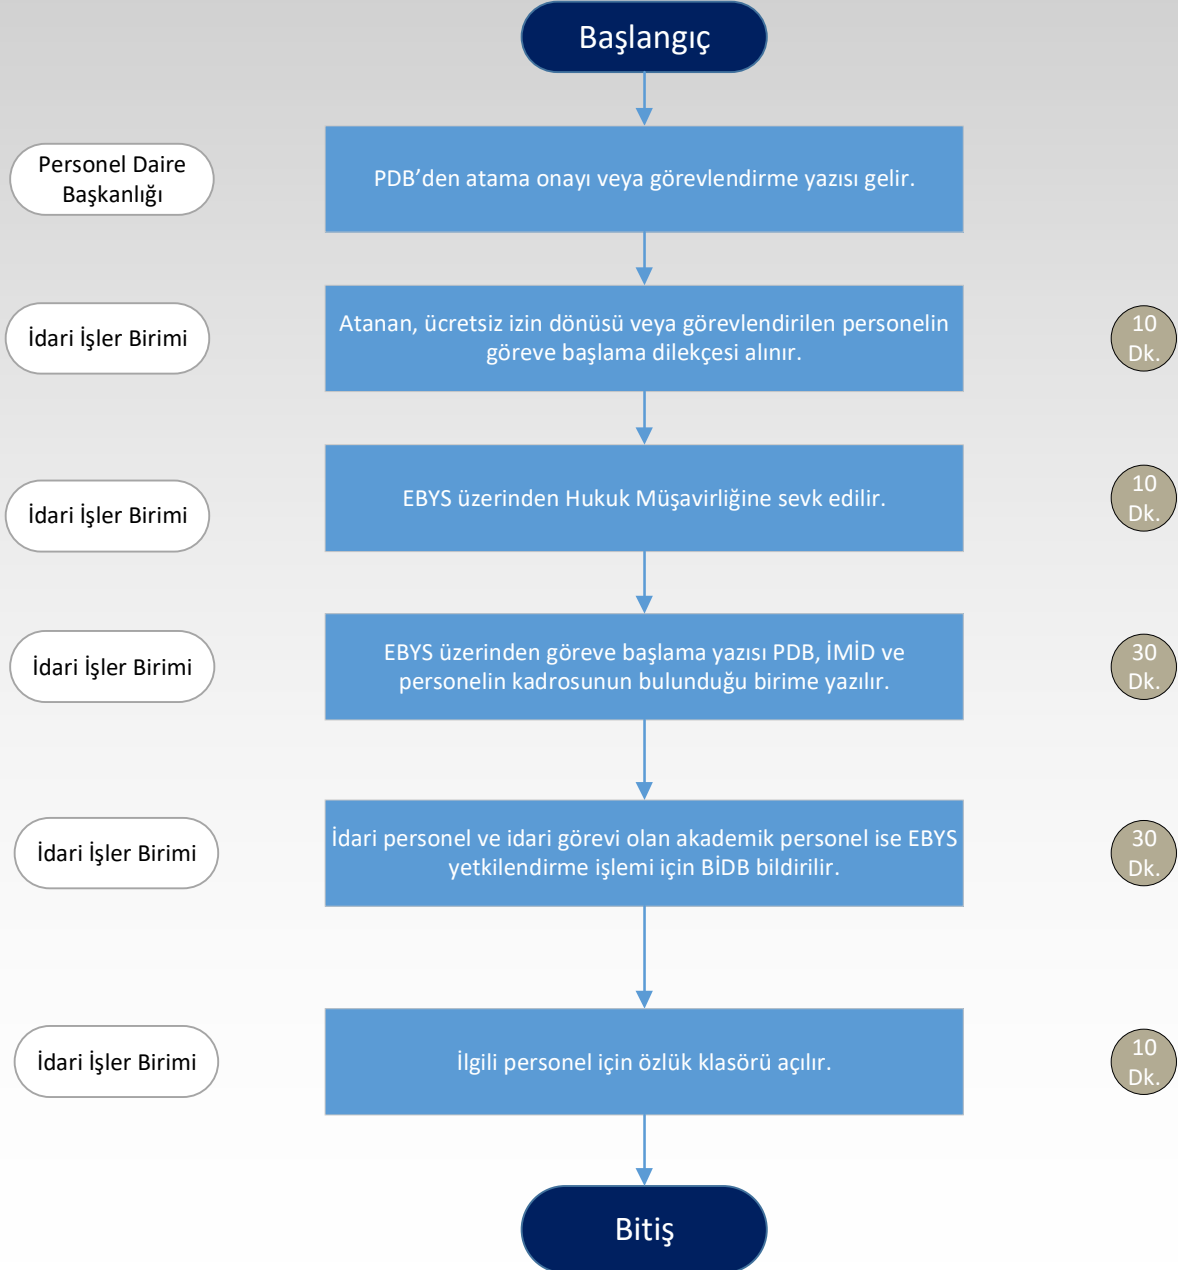 Başlangıç
Personel Daire
Başkanlığı
PDB’den atama onayı veya görevlendirme yazısı gelir.
İdari İşler Birimi
Atanan, ücretsiz izin dönüsü veya görevlendirilen personelin
göreve başlama dilekçesi alınır.
10
Dk.
İdari İşler Birimi
EBYS üzerinden Hukuk Müşavirliğine sevk edilir.
10
Dk.
İdari İşler Birimi
EBYS üzerinden göreve başlama yazısı PDB, İMİD ve
personelin kadrosunun bulunduğu birime yazılır.
30
Dk.
İdari İşler Birimi
İdari personel ve idari görevi olan akademik personel ise EBYS
yetkilendirme işlemi için BİDB bildirilir.
30
Dk.
İdari İşler Birimi
İlgili personel için özlük klasörü açılır.
10
Dk.
Bitiş